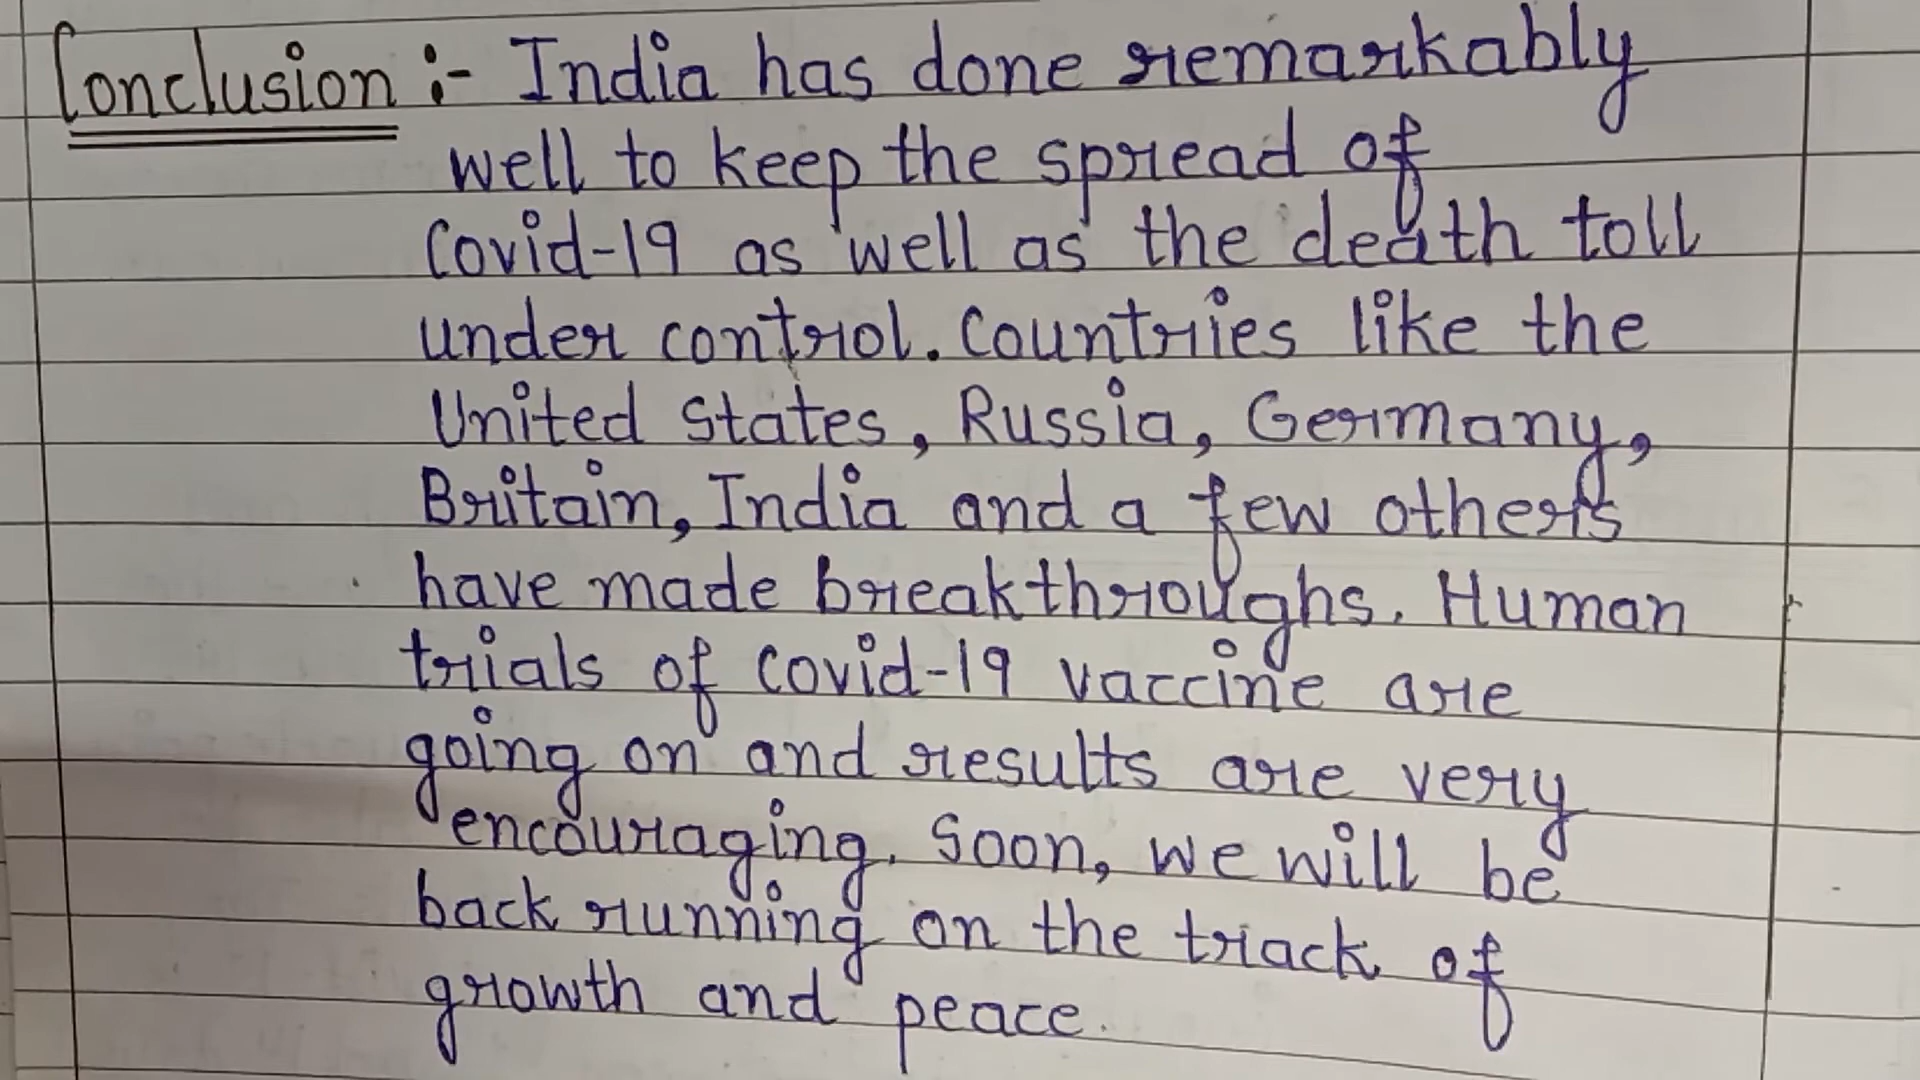 Conclusion :- India has done remarkably
well to keep the spread of
Covid-19 as well as the death toll
under control. Countries like the
United States, Russia, Germany,
Britain, India and a few others
have made breakthroughs. Human
trials of covid-19 vaccine are
going on and results are very
encouraging. Soon, we will be
back running on the track of
growth and peace.